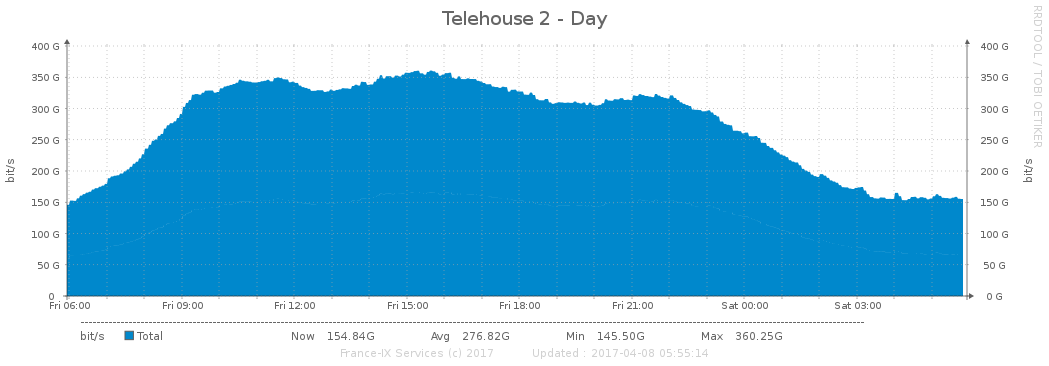 Telehouse 2 - Day
RRDTOOL / TOBI OETIKER
400 G 400 G
350 G 350 G
300 G 300 G
250 G 250 G
200 G 200 G
150 G 150 G
100 G 100 G
50 G 50 G
0 0 G
bit/s bit/s
Fri 06:00 Fri 09:00 Fri 12:00 Fri 15:00 Fri 18:00 Fri 21:00 Sat 00:00 Sat 03:00
bit/s Total Now 154.84G Avg 276.82G Min 145.50G Max 360.25G
France-IX Services (c) 2017 Updated : 2017-04-08 05:55:14